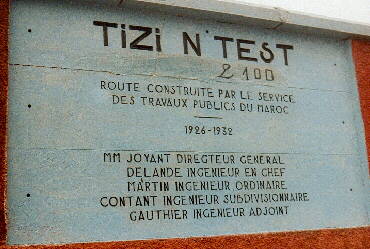 TIZI N' TEST
2100
ROUTE CONSTRUITE PAR LE SERVICE
DES TRAVAUX PUBLICS DU MAROC
1926-1932
MM JOYANT DIRECTEUR GENERAL
DELANDE INGENIEUR EN CHEF
MARTIN INGENIEUR ORDINAIRE
CONTANT INGENIEUR SUBDIVISIONNAIRE
GAUTHIER INGENIEUR ADJOINT